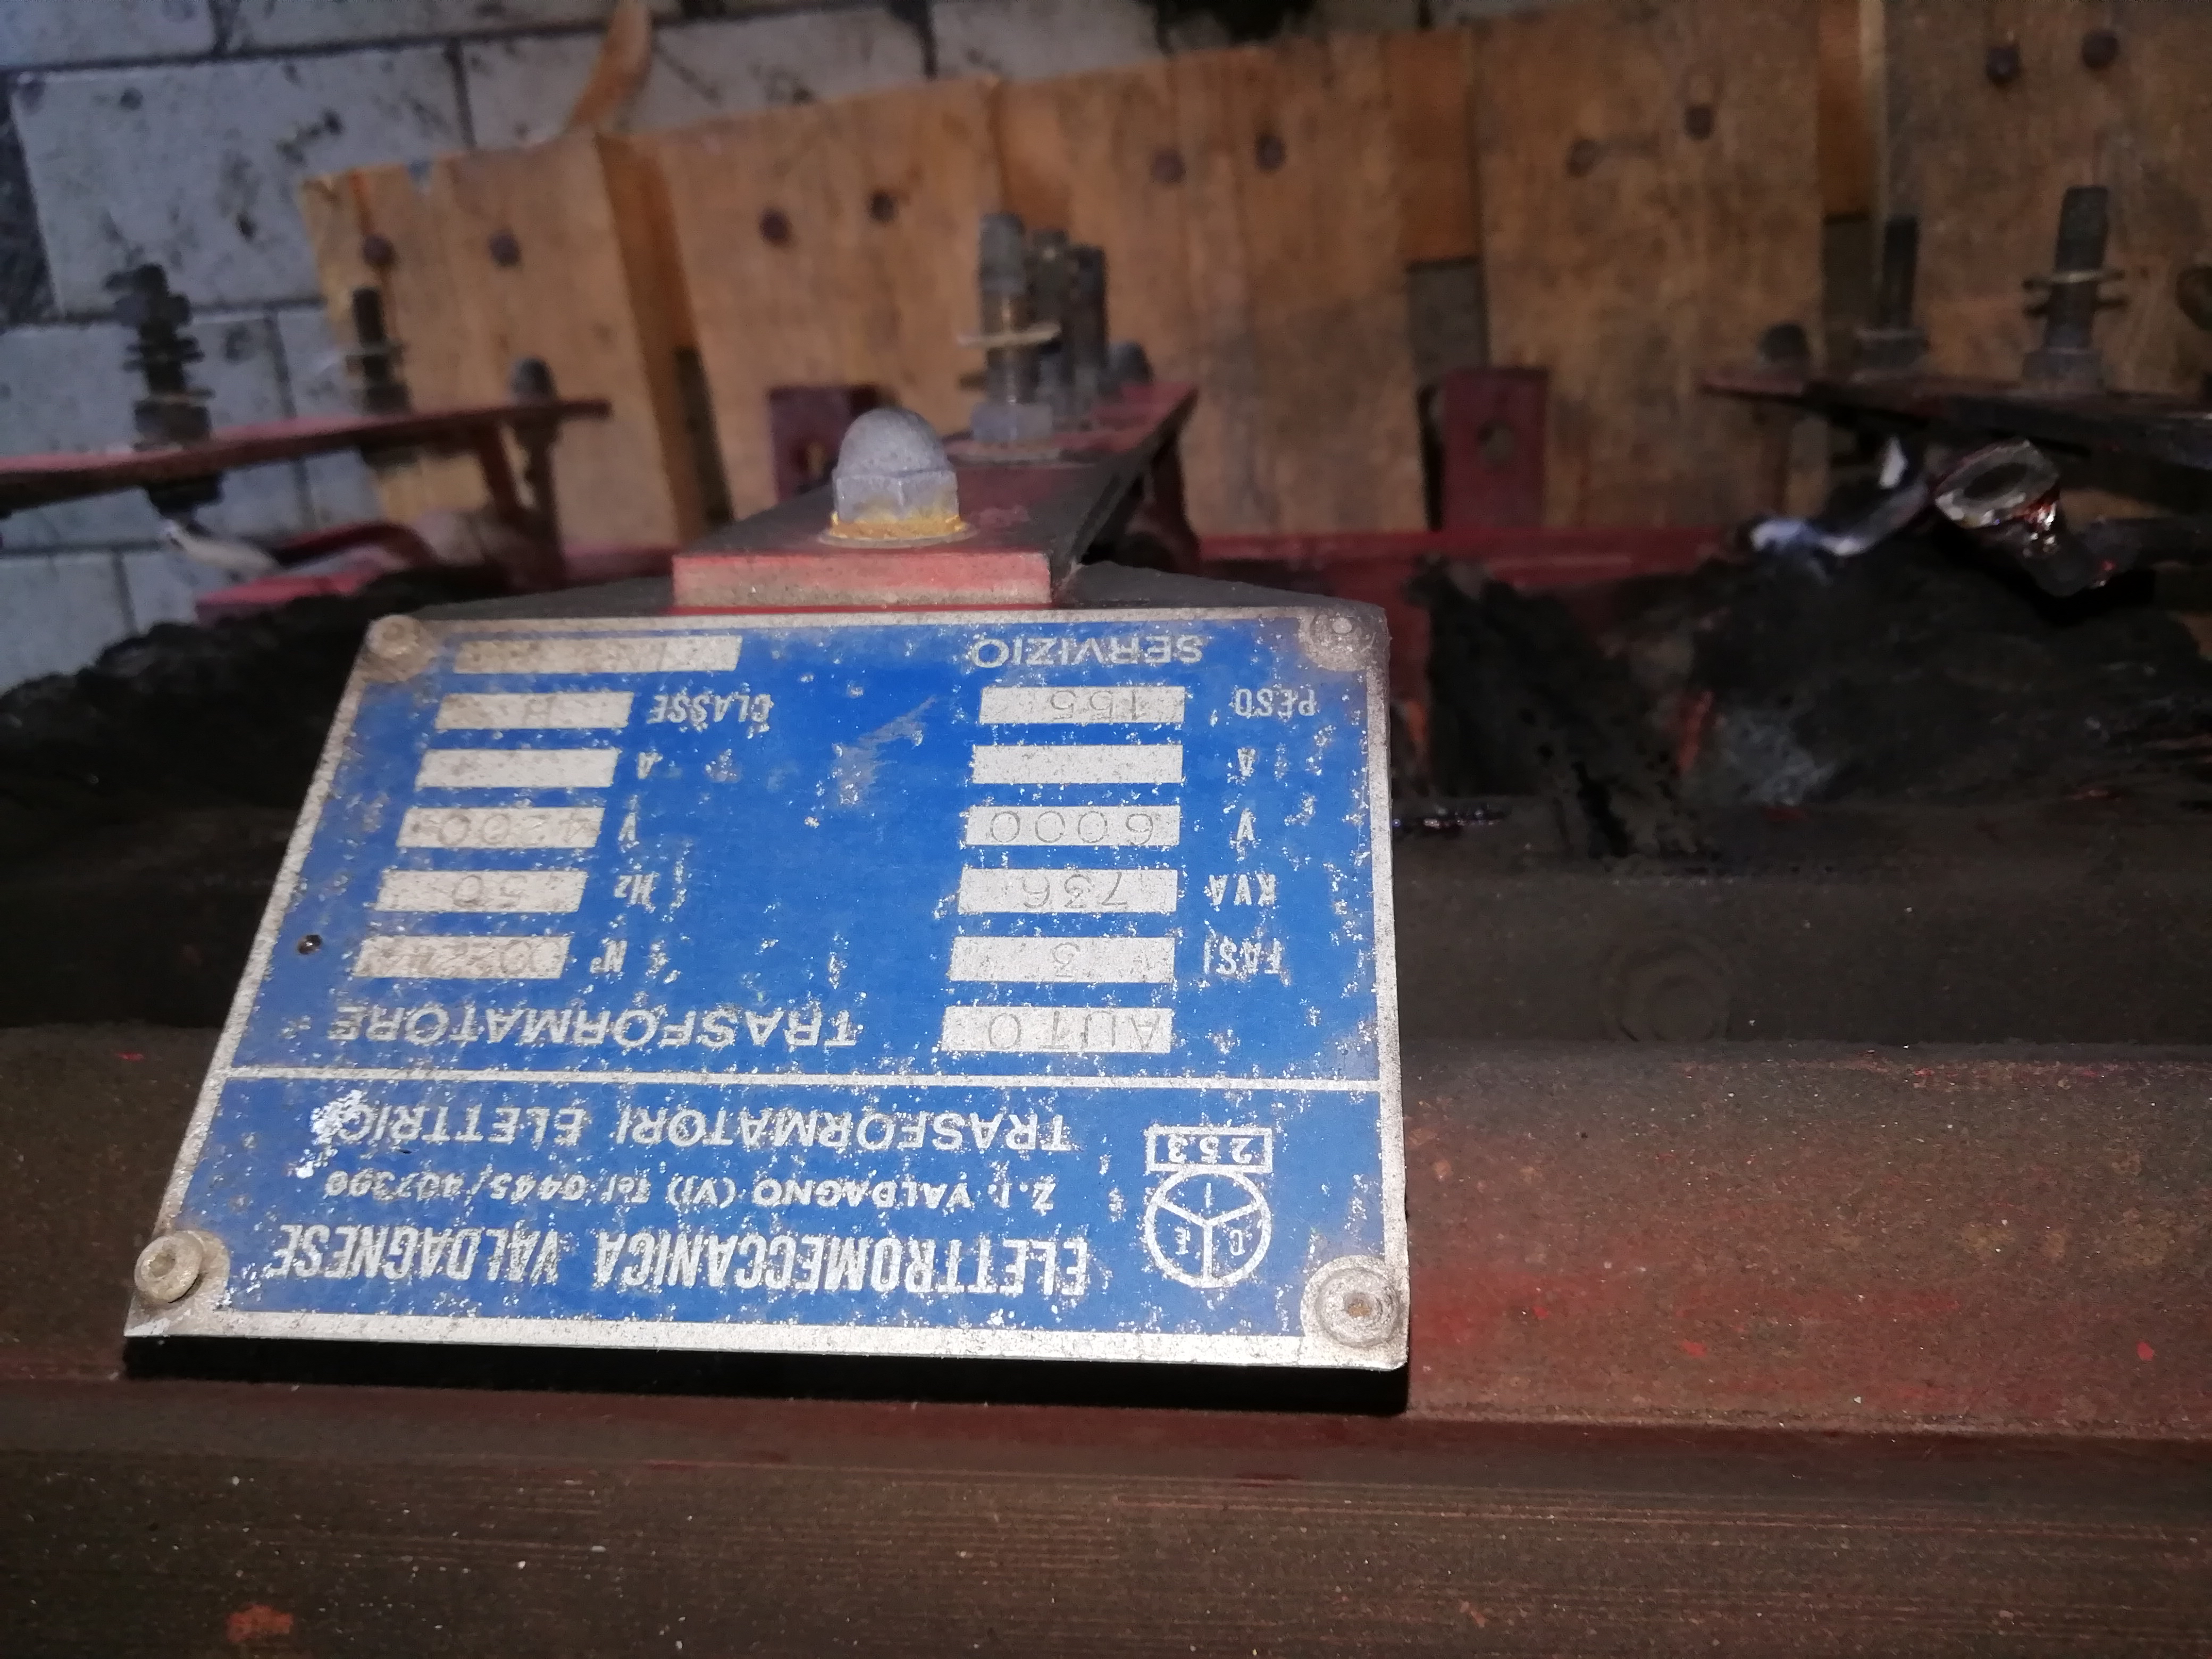 ELETTROMECCANICA VALDAGNESE
Z.I. VALDAGNO (VI) Tel 0445/407390
TRASFORMATORI ELETTRICI
D E I
253
AUTO TRASFORMATORE
FASI 3 N°
KVA 736 Hz 50
V 6000 V 4200
A A
PESO 155 CLASSE H
SERVIZIO